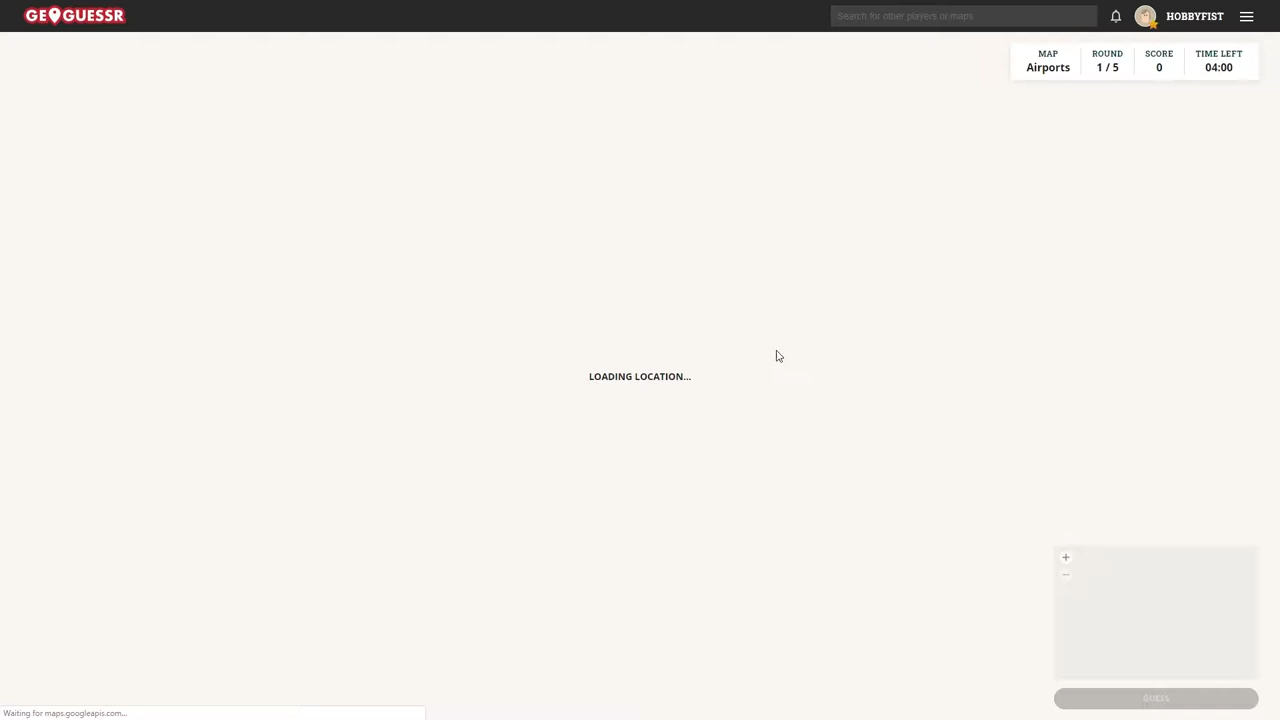 GEOGUESSR
Search for other players or maps
HOBBYFIST
MAP
Airports
ROUND
1 / 5
SCORE
0
TIME LEFT
04:00
LOADING LOCATION...
+
−
GUESS
Waiting for maps.googleapis.com...